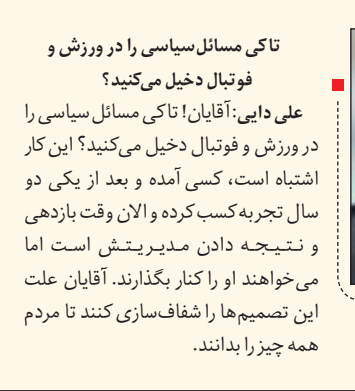 تا کی مسائل سیاسی را در ورزش و
فوتبال دخیل می‌کنید؟
علی دایی: آقایان! تا کی مسائل سیاسی را
در ورزش و فوتبال دخیل می‌کنید؟ این کار
اشتباه است، کسی آمده و بعد از یکی دو
سال تجربه کسب کرده و الان وقت بازدهی
و نتیجه دادن مدیریتش است اما
می‌خواهند او را کنار بگذارند. آقایان علت
این تصمیم‌ها را شفاف‌سازی کنند تا مردم
همه چیز را بدانند.